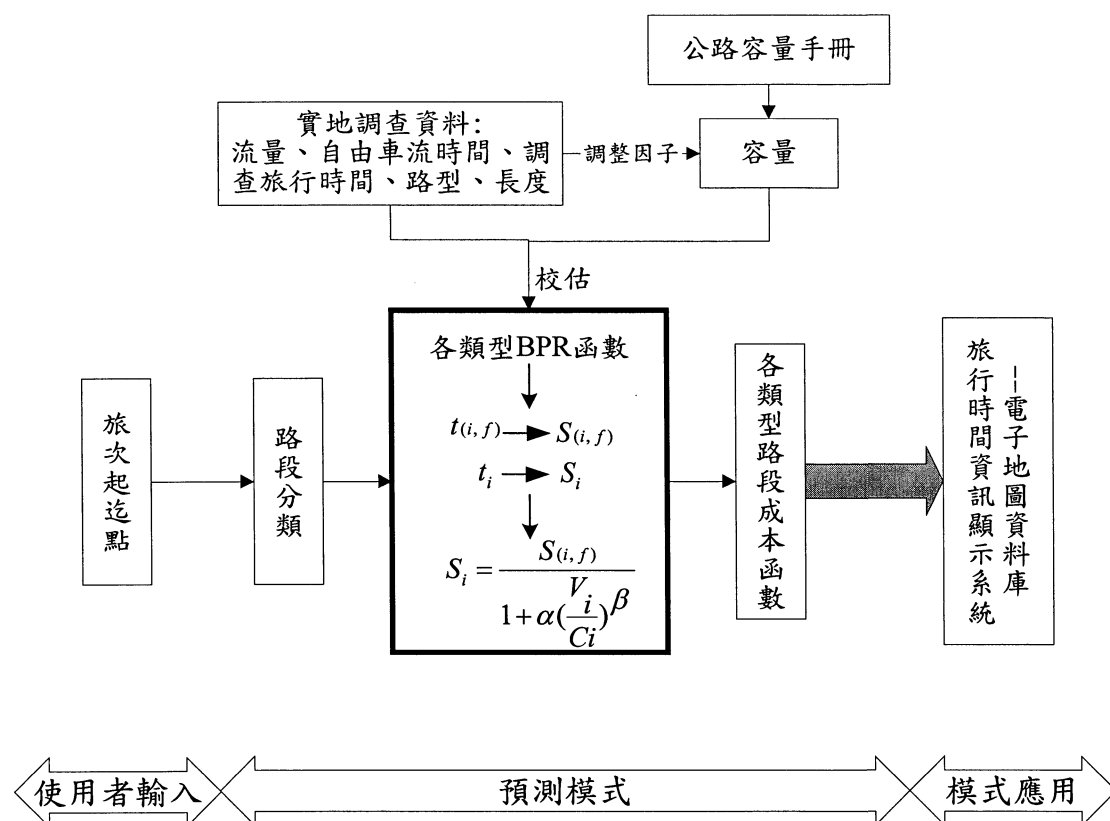 公路容量手冊
實地調查資料:
流量、自由車流時間、調
查旅行時間、路型、長度
調整因子
容量
校估
旅次起迄點
路段分類
各類型BPR函數
t(i, f) S(i, f)
t_i S_i
S_i = S(i, f) / 1+α(V_i/Ci)^β
各類型路段成本函數
旅行時間資訊顯示系統
--電子地圖資料庫
使用者輸入
預測模式
模式應用